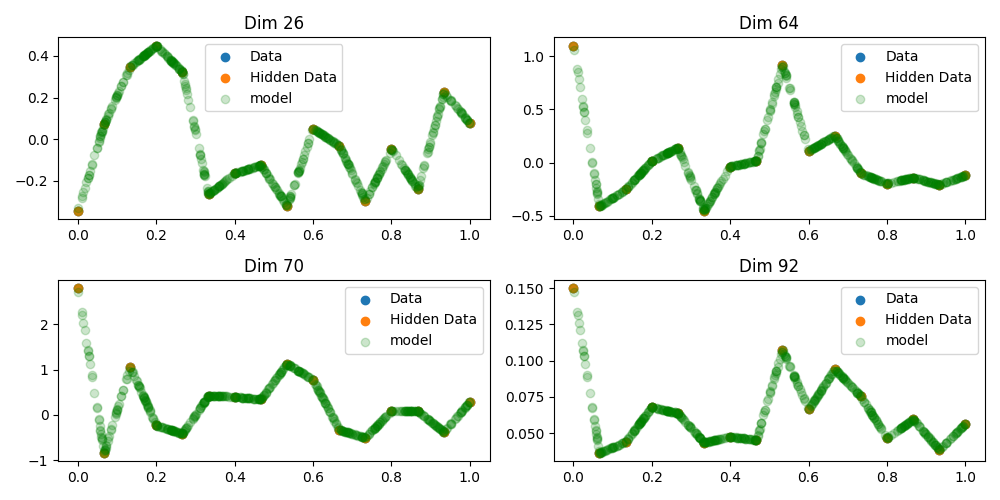 Dim 26
0.4
0.2
0.0
−0.2
0.0 0.2 0.4 0.6 0.8 1.0
Data
Hidden Data
model
Dim 64
1.0
0.5
0.0
−0.5
0.0 0.2 0.4 0.6 0.8 1.0
Data
Hidden Data
model
Dim 70
2
1
0
−1
0.0 0.2 0.4 0.6 0.8 1.0
Data
Hidden Data
model
Dim 92
0.150
0.125
0.100
0.075
0.050
0.0 0.2 0.4 0.6 0.8 1.0
Data
Hidden Data
model